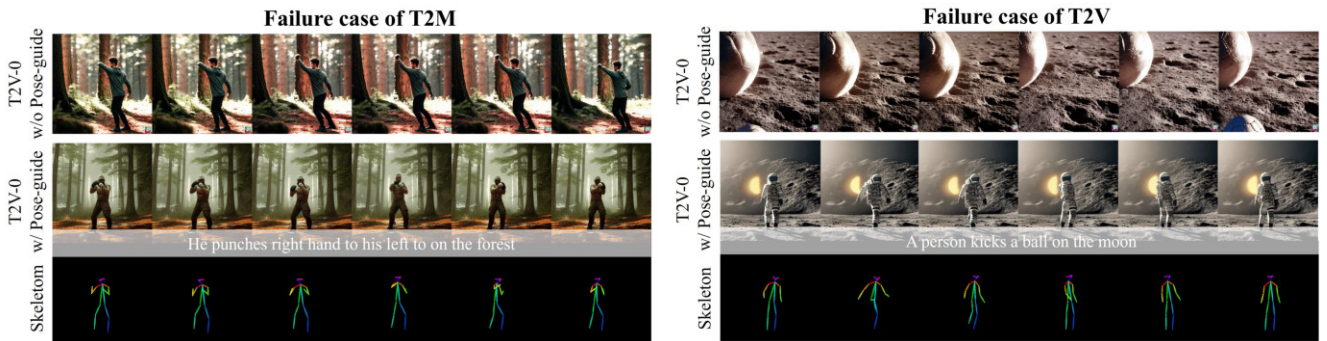 Failure case of T2M
T2V-0
w/o Pose-guide
T2V-0
w/ Pose-guide
He punches right hand to his left to on the forest
Skeletom
Failure case of T2V
T2V-0
w/o Pose-guide
T2V-0
w/ Pose-guide
A person kicks a ball on the moon
Skeleton